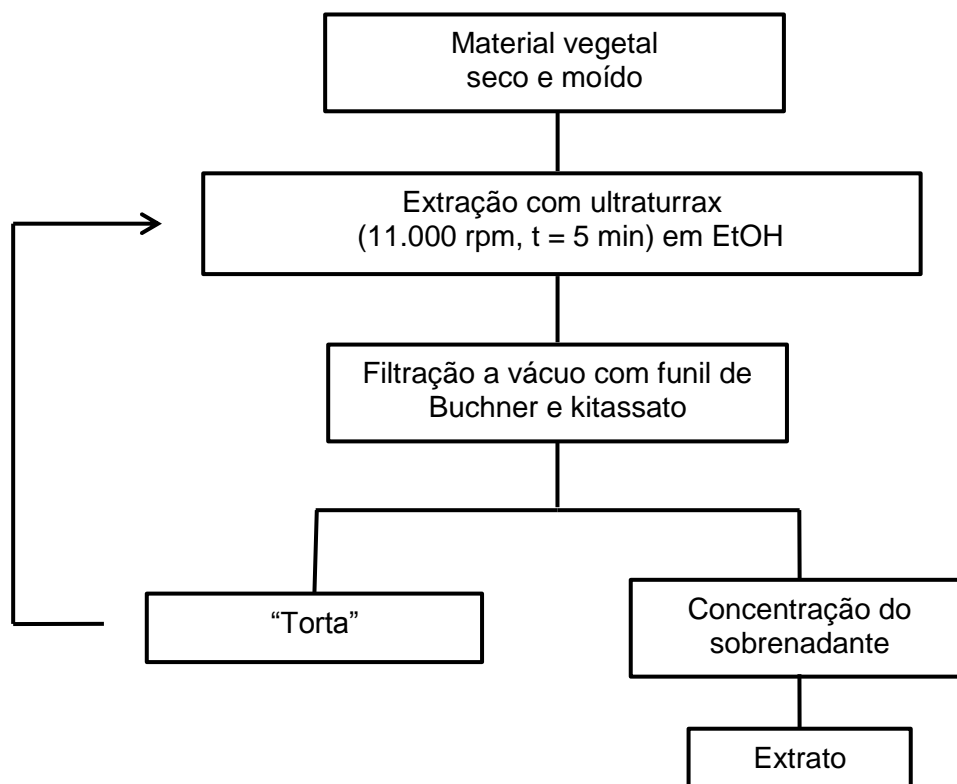 Material vegetal
seco e moído
Extração com ultraturrax
(11.000 rpm, t = 5 min) em EtOH
Filtração a vácuo com funil de
Buchner e kitassato
“Torta”
Concentração do
sobrenadante
Extrato